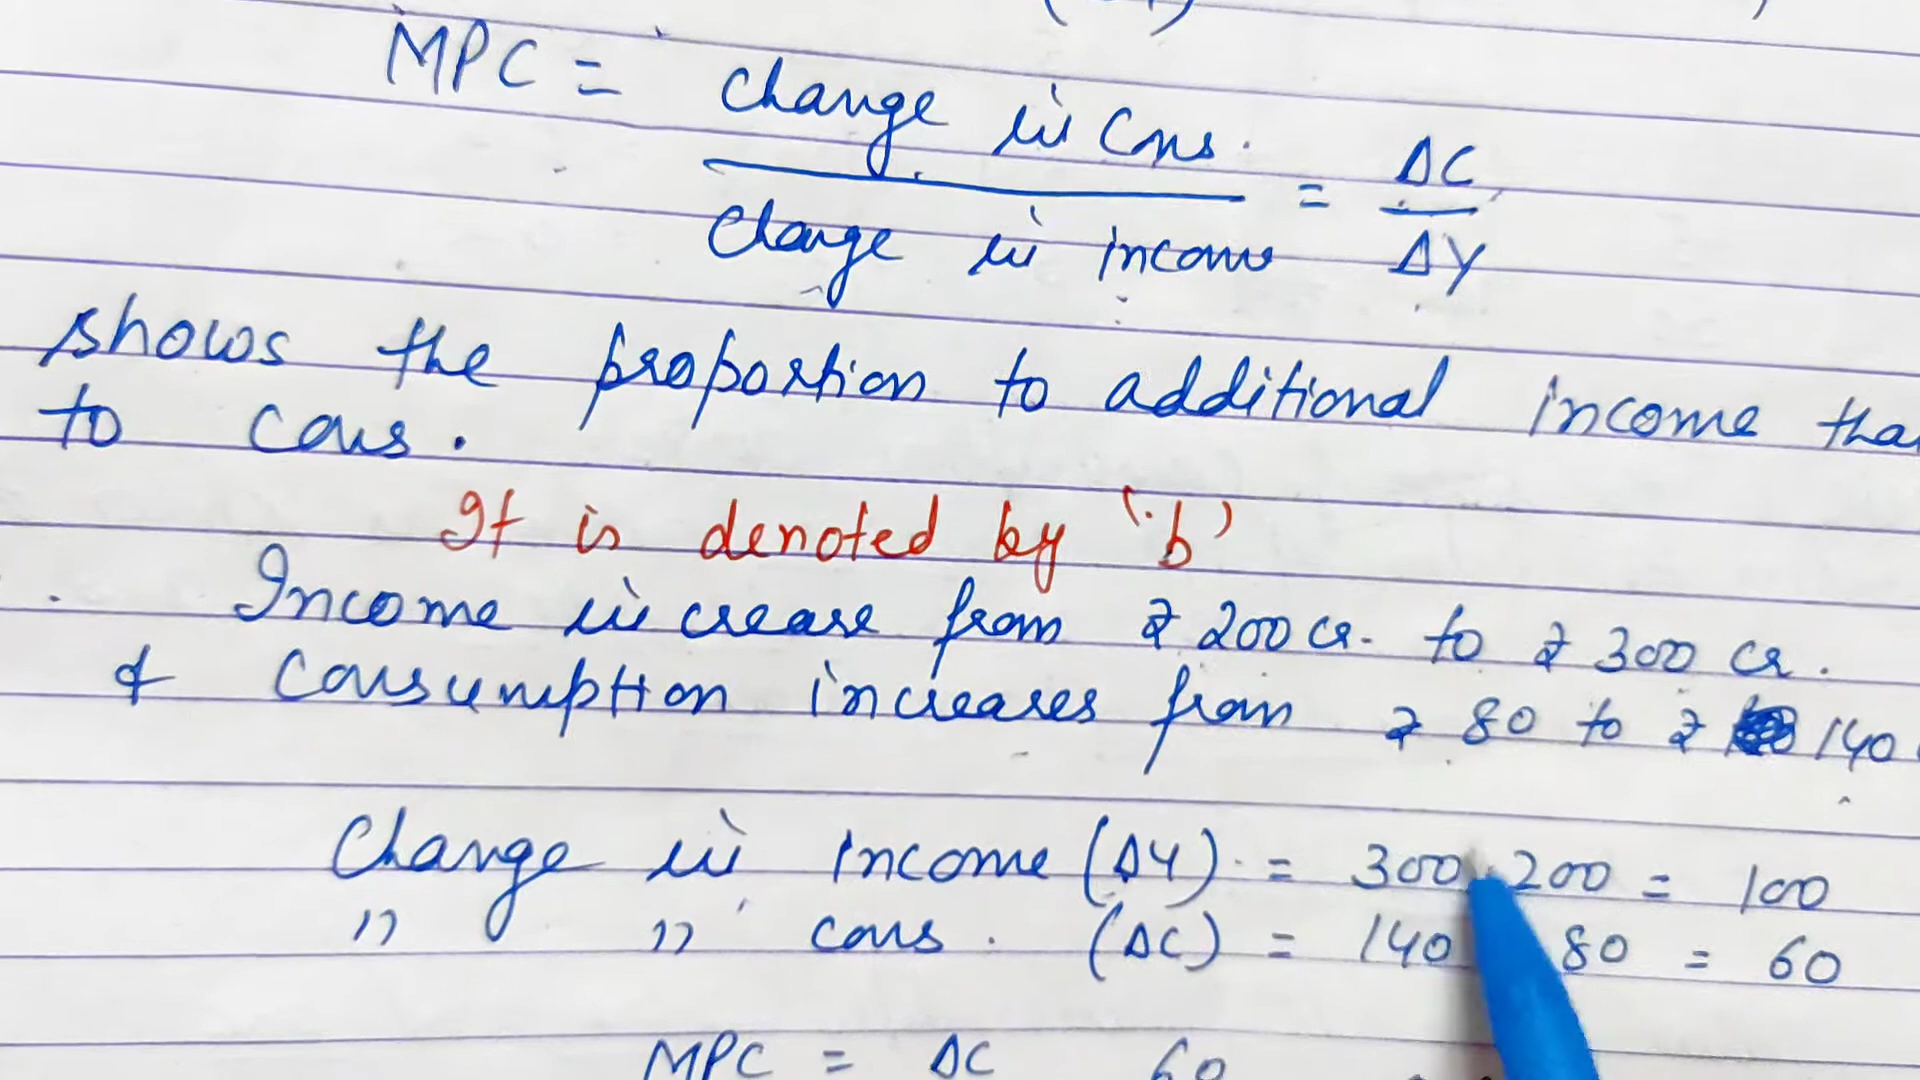 MPC = change in Cons. = ΔC
change in income ΔY
shows the proportion to additional income
to cons.
It is denoted by 'b'
Income increase from ₹ 200 cr. to ₹ 300 cr.
& Consumption increases from ₹ 80 to ₹ 140
Change in income (ΔY) = 300 - 200 = 100
" " cons. (ΔC) = 140 80 = 60
MPC = ΔC 60